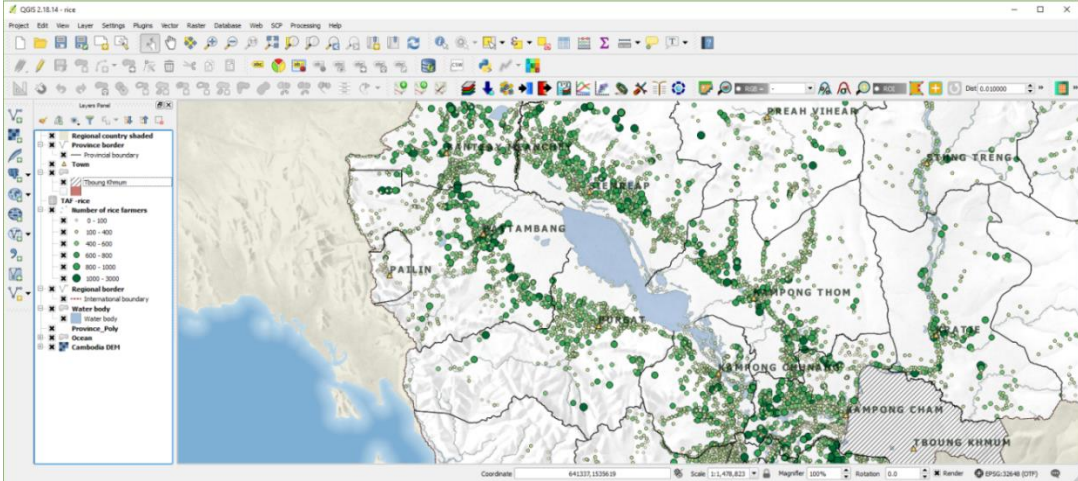 QGIS 2.18.14 - rice
Project Edit View Layer Settings Plugins Vector Raster Database Web SCP Processing Help
CSW
RGB = -
RCE
Dist 0.010000
Layers Panel
Regional country shaded
Province border
Provincial boundary
Town
Tboung Khmum
TAF -rice
Number of rice farmers
0 - 100
100 - 400
400 - 600
600 - 800
800 - 1000
1000 - 3000
Regional border
International boundary
Water body
Water body
Province_Poly
Ocean
Cambodia DEM
PREAH VIHEAR
STUNG TRENG
BATTAMBANG
PAILIN
KAMPONG THOM
KRATIE
KAMPONG CHHNANG
KAMPONG CHAM
TBOUNG KHMUM
Coordinate 641337,1535619 Scale 1:1,478,823 Magnifier 100% Rotation 0.0 Render EPSG:32648 (OTF)